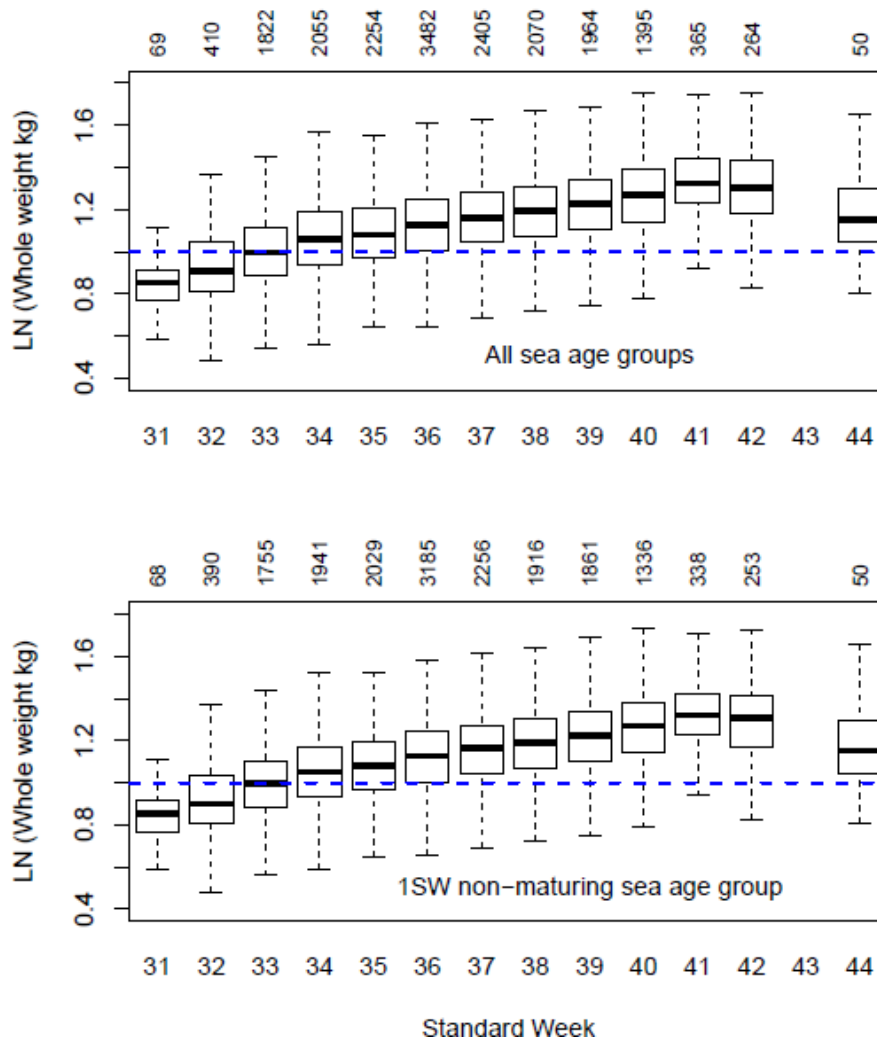 69 410 1822 2055 2254 3482 2405 2070 1964 1395 365 264 50
LN (Whole weight kg)
1.6
1.2
0.8
0.4
All sea age groups
31 32 33 34 35 36 37 38 39 40 41 42 43 44
68 390 1755 1941 2029 3185 2256 1916 1861 1336 338 253 50
LN (Whole weight kg)
1.6
1.2
0.8
0.4
1SW non−maturing sea age group
31 32 33 34 35 36 37 38 39 40 41 42 43 44
Standard Week